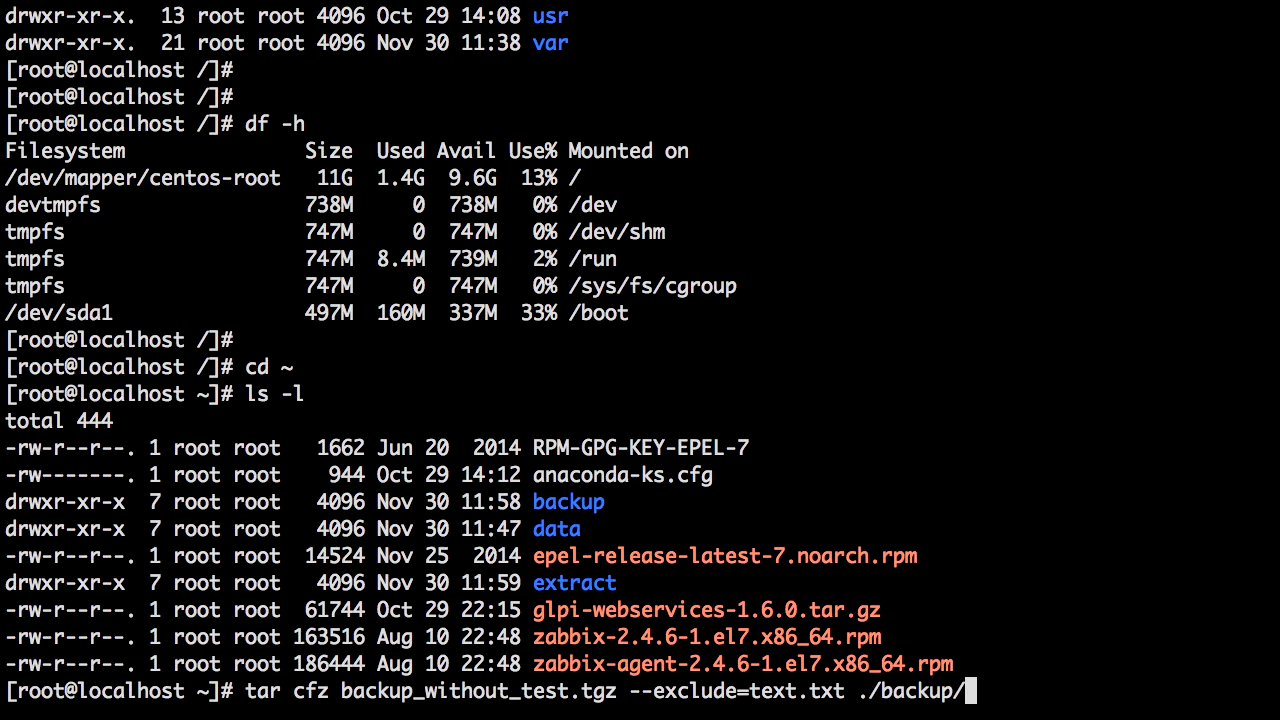 drwxr-xr-x.  13 root root 4096 Oct 29 14:08 usr
drwxr-xr-x.  21 root root 4096 Nov 30 11:38 var
[root@localhost /]#
[root@localhost /]#
[root@localhost /]# df -h
Filesystem               Size  Used Avail Use% Mounted on
/dev/mapper/centos-root   11G  1.4G  9.6G  13% /
devtmpfs                 738M     0  738M   0% /dev
tmpfs                    747M     0  747M   0% /dev/shm
tmpfs                    747M  8.4M  739M   2% /run
tmpfs                    747M     0  747M   0% /sys/fs/cgroup
/dev/sda1                497M  160M  337M  33% /boot
[root@localhost /]#
[root@localhost /]# cd ~
[root@localhost ~]# ls -l
total 444
-rw-r--r--. 1 root root   1662 Jun 20  2014 RPM-GPG-KEY-EPEL-7
-rw-------. 1 root root    944 Oct 29 14:12 anaconda-ks.cfg
drwxr-xr-x  7 root root   4096 Nov 30 11:58 backup
drwxr-xr-x  7 root root   4096 Nov 30 11:47 data
-rw-r--r--. 1 root root  14524 Nov 25  2014 epel-release-latest-7.noarch.rpm
drwxr-xr-x  7 root root   4096 Nov 30 11:59 extract
-rw-r--r--. 1 root root  61744 Oct 29 22:15 glpi-webservices-1.6.0.tar.gz
-rw-r--r--. 1 root root 163516 Aug 10 22:48 zabbix-2.4.6-1.el7.x86_64.rpm
-rw-r--r--. 1 root root 186444 Aug 10 22:48 zabbix-agent-2.4.6-1.el7.x86_64.rpm
[root@localhost ~]# tar cfz backup_without_test.tgz --exclude=text.txt ./backup/